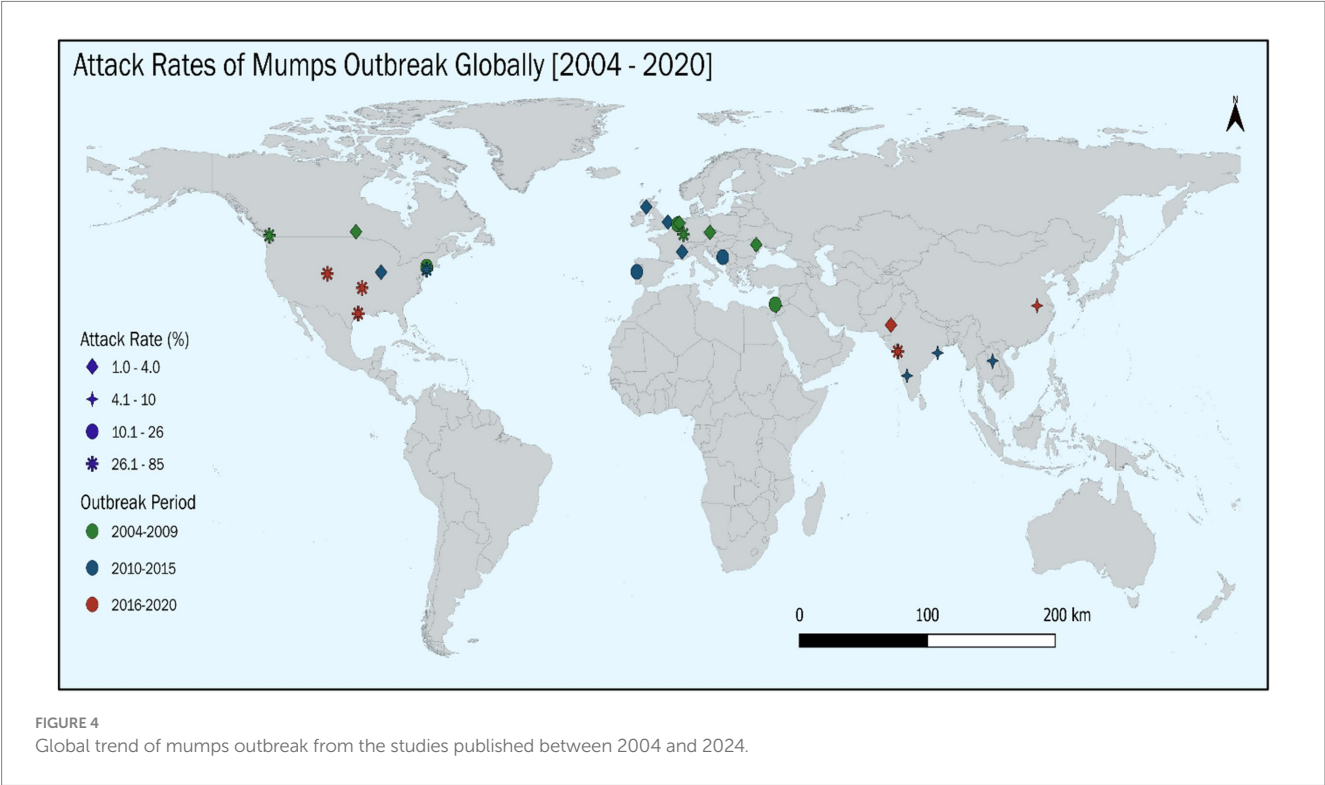 Attack Rates of Mumps Outbreak Globally [2004 - 2020]
N
Attack Rate (%)
1.0 - 4.0
4.1 - 10
10.1 - 26
26.1 - 85
Outbreak Period
2004-2009
2010-2015
2016-2020
0 100 200 km
FIGURE 4
Global trend of mumps outbreak from the studies published between 2004 and 2024.